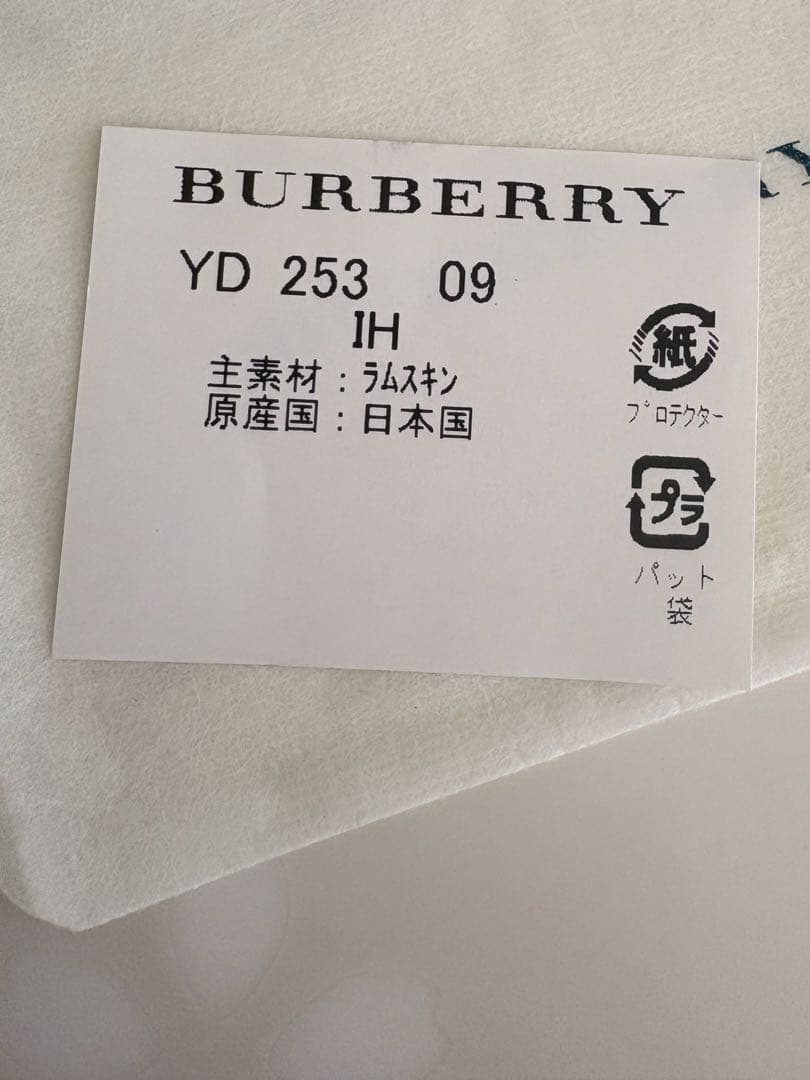 BURBERRY
YD 253 09
IH
主素材：ﾗﾑｽｷﾝ
原産国：日本国
紙
ﾌﾟﾛﾃｸﾀｰ
プラ
パット
袋